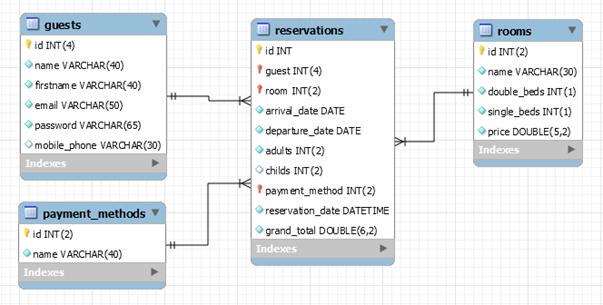 guests
id INT(4)
name VARCHAR(40)
firstname VARCHAR(40)
email VARCHAR(50)
password VARCHAR(65)
mobile_phone VARCHAR(30)
Indexes
payment_methods
id INT(2)
name VARCHAR(40)
Indexes
reservations
id INT
guest INT(4)
room INT(2)
arrival_date DATE
departure_date DATE
adults INT(2)
childs INT(2)
payment_method INT(2)
reservation_date DATETIME
grand_total DOUBLE(6,2)
Indexes
rooms
id INT(2)
name VARCHAR(30)
double_beds INT(1)
single_beds INT(1)
price DOUBLE(5,2)
Indexes